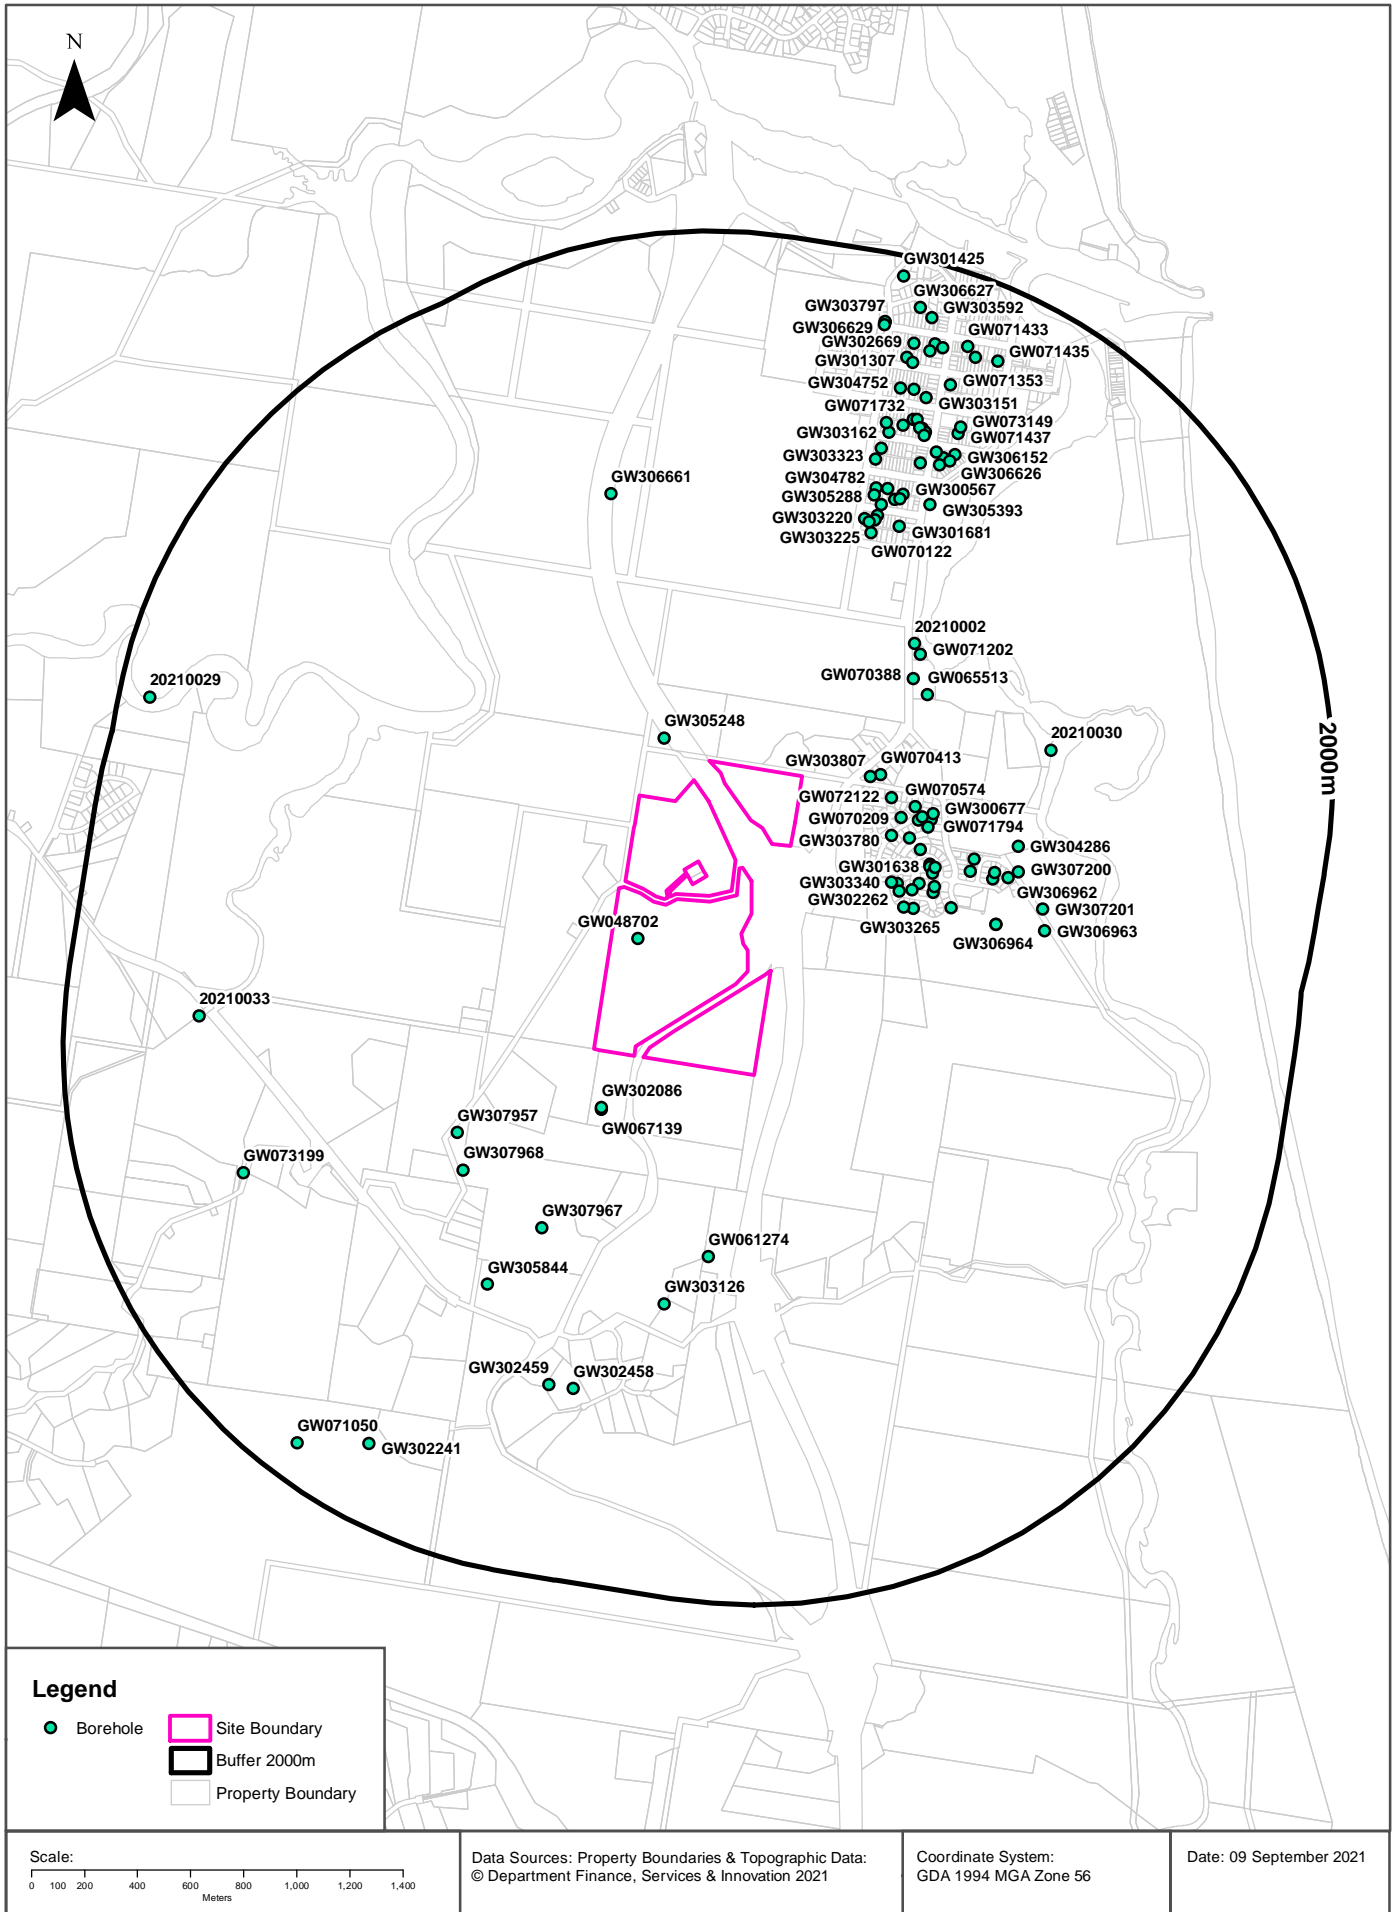 N
GW301425
GW306627
GW303797
GW303592
GW306629
GW071433
GW302669
GW071435
GW301307
GW304752
GW071353
GW303151
GW071732
GW073149
GW303162
GW071437
GW303323
GW306152
GW306626
GW304782
GW306661
GW300567
GW305288
GW305393
GW303220
GW301681
GW303225
GW070122
20210002
GW071202
GW070388
GW065513
20210029
GW305248
2000m
20210030
GW303807
GW070413
GW072122
GW070574
GW300677
GW070209
GW071794
GW303780
GW304286
GW301638
GW307200
GW303340
GW306962
GW302262
GW307201
GW303265
GW306963
GW306964
GW048702
20210033
GW302086
GW307957
GW067139
GW307968
GW073199
GW307967
GW061274
GW305844
GW303126
GW302459
GW302458
GW071050
GW302241
Legend
Borehole
Site Boundary
Buffer 2000m
Property Boundary
Scale:
0 100 200 400 600 800 1,000 1,200 1,400
Meters
Data Sources: Property Boundaries & Topographic Data:
© Department Finance, Services & Innovation 2021
Coordinate System:
GDA 1994 MGA Zone 56
Date: 09 September 2021